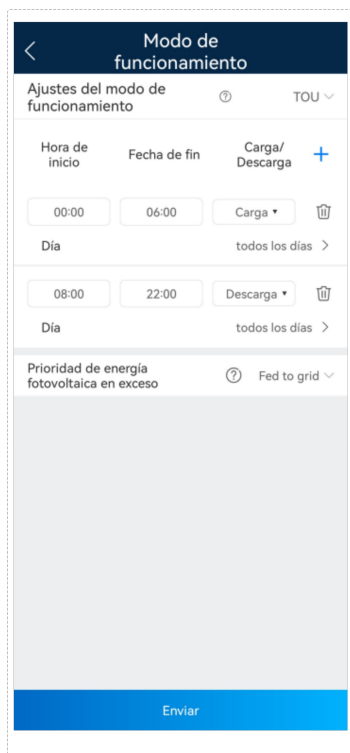 Modo de
funcionamiento
Ajustes del modo de
funcionamiento
TOU
Hora de
inicio
Fecha de fin
Carga/
Descarga
00:00 06:00 Carga
Día todos los días
08:00 22:00 Descarga
Día todos los días
Prioridad de energía
fotovoltaica en exceso
Fed to grid
Enviar